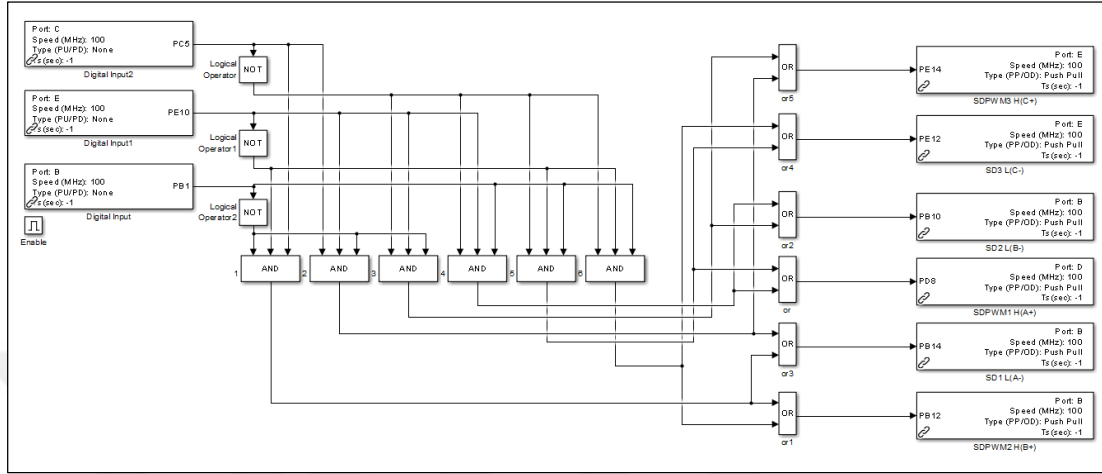 Port: C
Speed (MHz): 100
Type (PU/PD): None
Ts(sec): -1
PC5
Digital Input2
Logical
Operator
NOT
Port: E
Speed (MHz): 100
Type (PU/PD): None
Ts(sec): -1
PE10
Digital Input1
Logical
Operator1
NOT
Port: B
Speed (MHz): 100
Type (PU/PD): None
Ts(sec): -1
PB1
Digital Input
Logical
Operator2
NOT
Enable
1 AND
2 AND
3 AND
4 AND
5 AND
6 AND
OR
or5
OR
or4
OR
or2
OR
or
OR
or3
OR
or1
PE14
Port: E
Speed (MHz): 100
Type (PP/OD): Push Pull
Ts(sec): -1
SDPWM3 H(C+)
PE12
Port: E
Speed (MHz): 100
Type (PP/OD): Push Pull
Ts(sec): -1
SD3 L(C-)
PB10
Port: B
Speed (MHz): 100
Type (PP/OD): Push Pull
Ts(sec): -1
SD2 L(B-)
PD8
Port: D
Speed (MHz): 100
Type (PP/OD): Push Pull
Ts(sec): -1
SDPWM1 H(A+)
PB14
Port: B
Speed (MHz): 100
Type (PP/OD): Push Pull
Ts(sec): -1
SD1 L(A-)
PB12
Port: B
Speed (MHz): 100
Type (PP/OD): Push Pull
Ts(sec): -1
SDPWM2 H(B+)